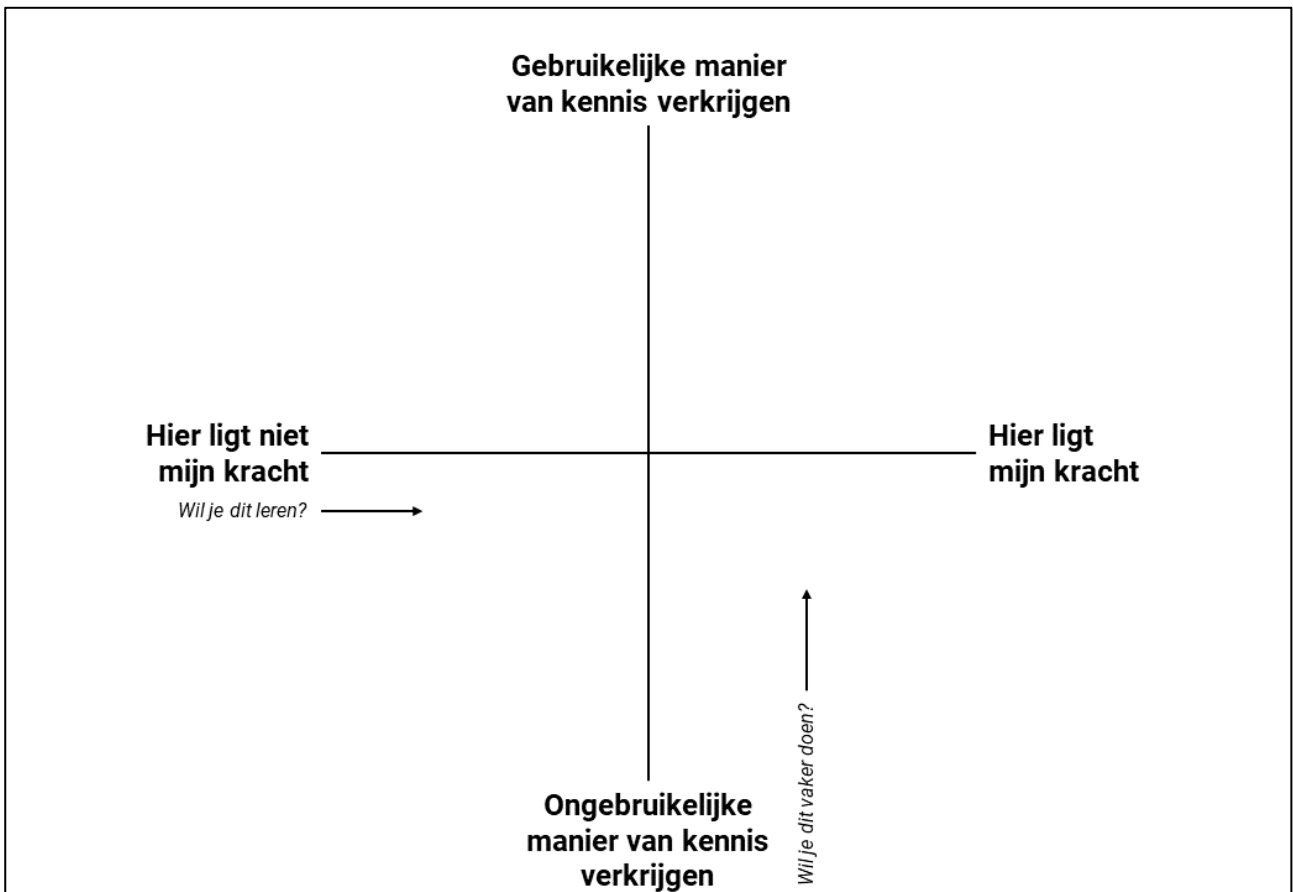 Gebruikelijke manier
van kennis verkrijgen
Hier ligt niet
mijn kracht
Wil je dit leren?
Hier ligt
mijn kracht
Wil je dit vaker doen?
Ongebruikelijke
manier van kennis
verkrijgen